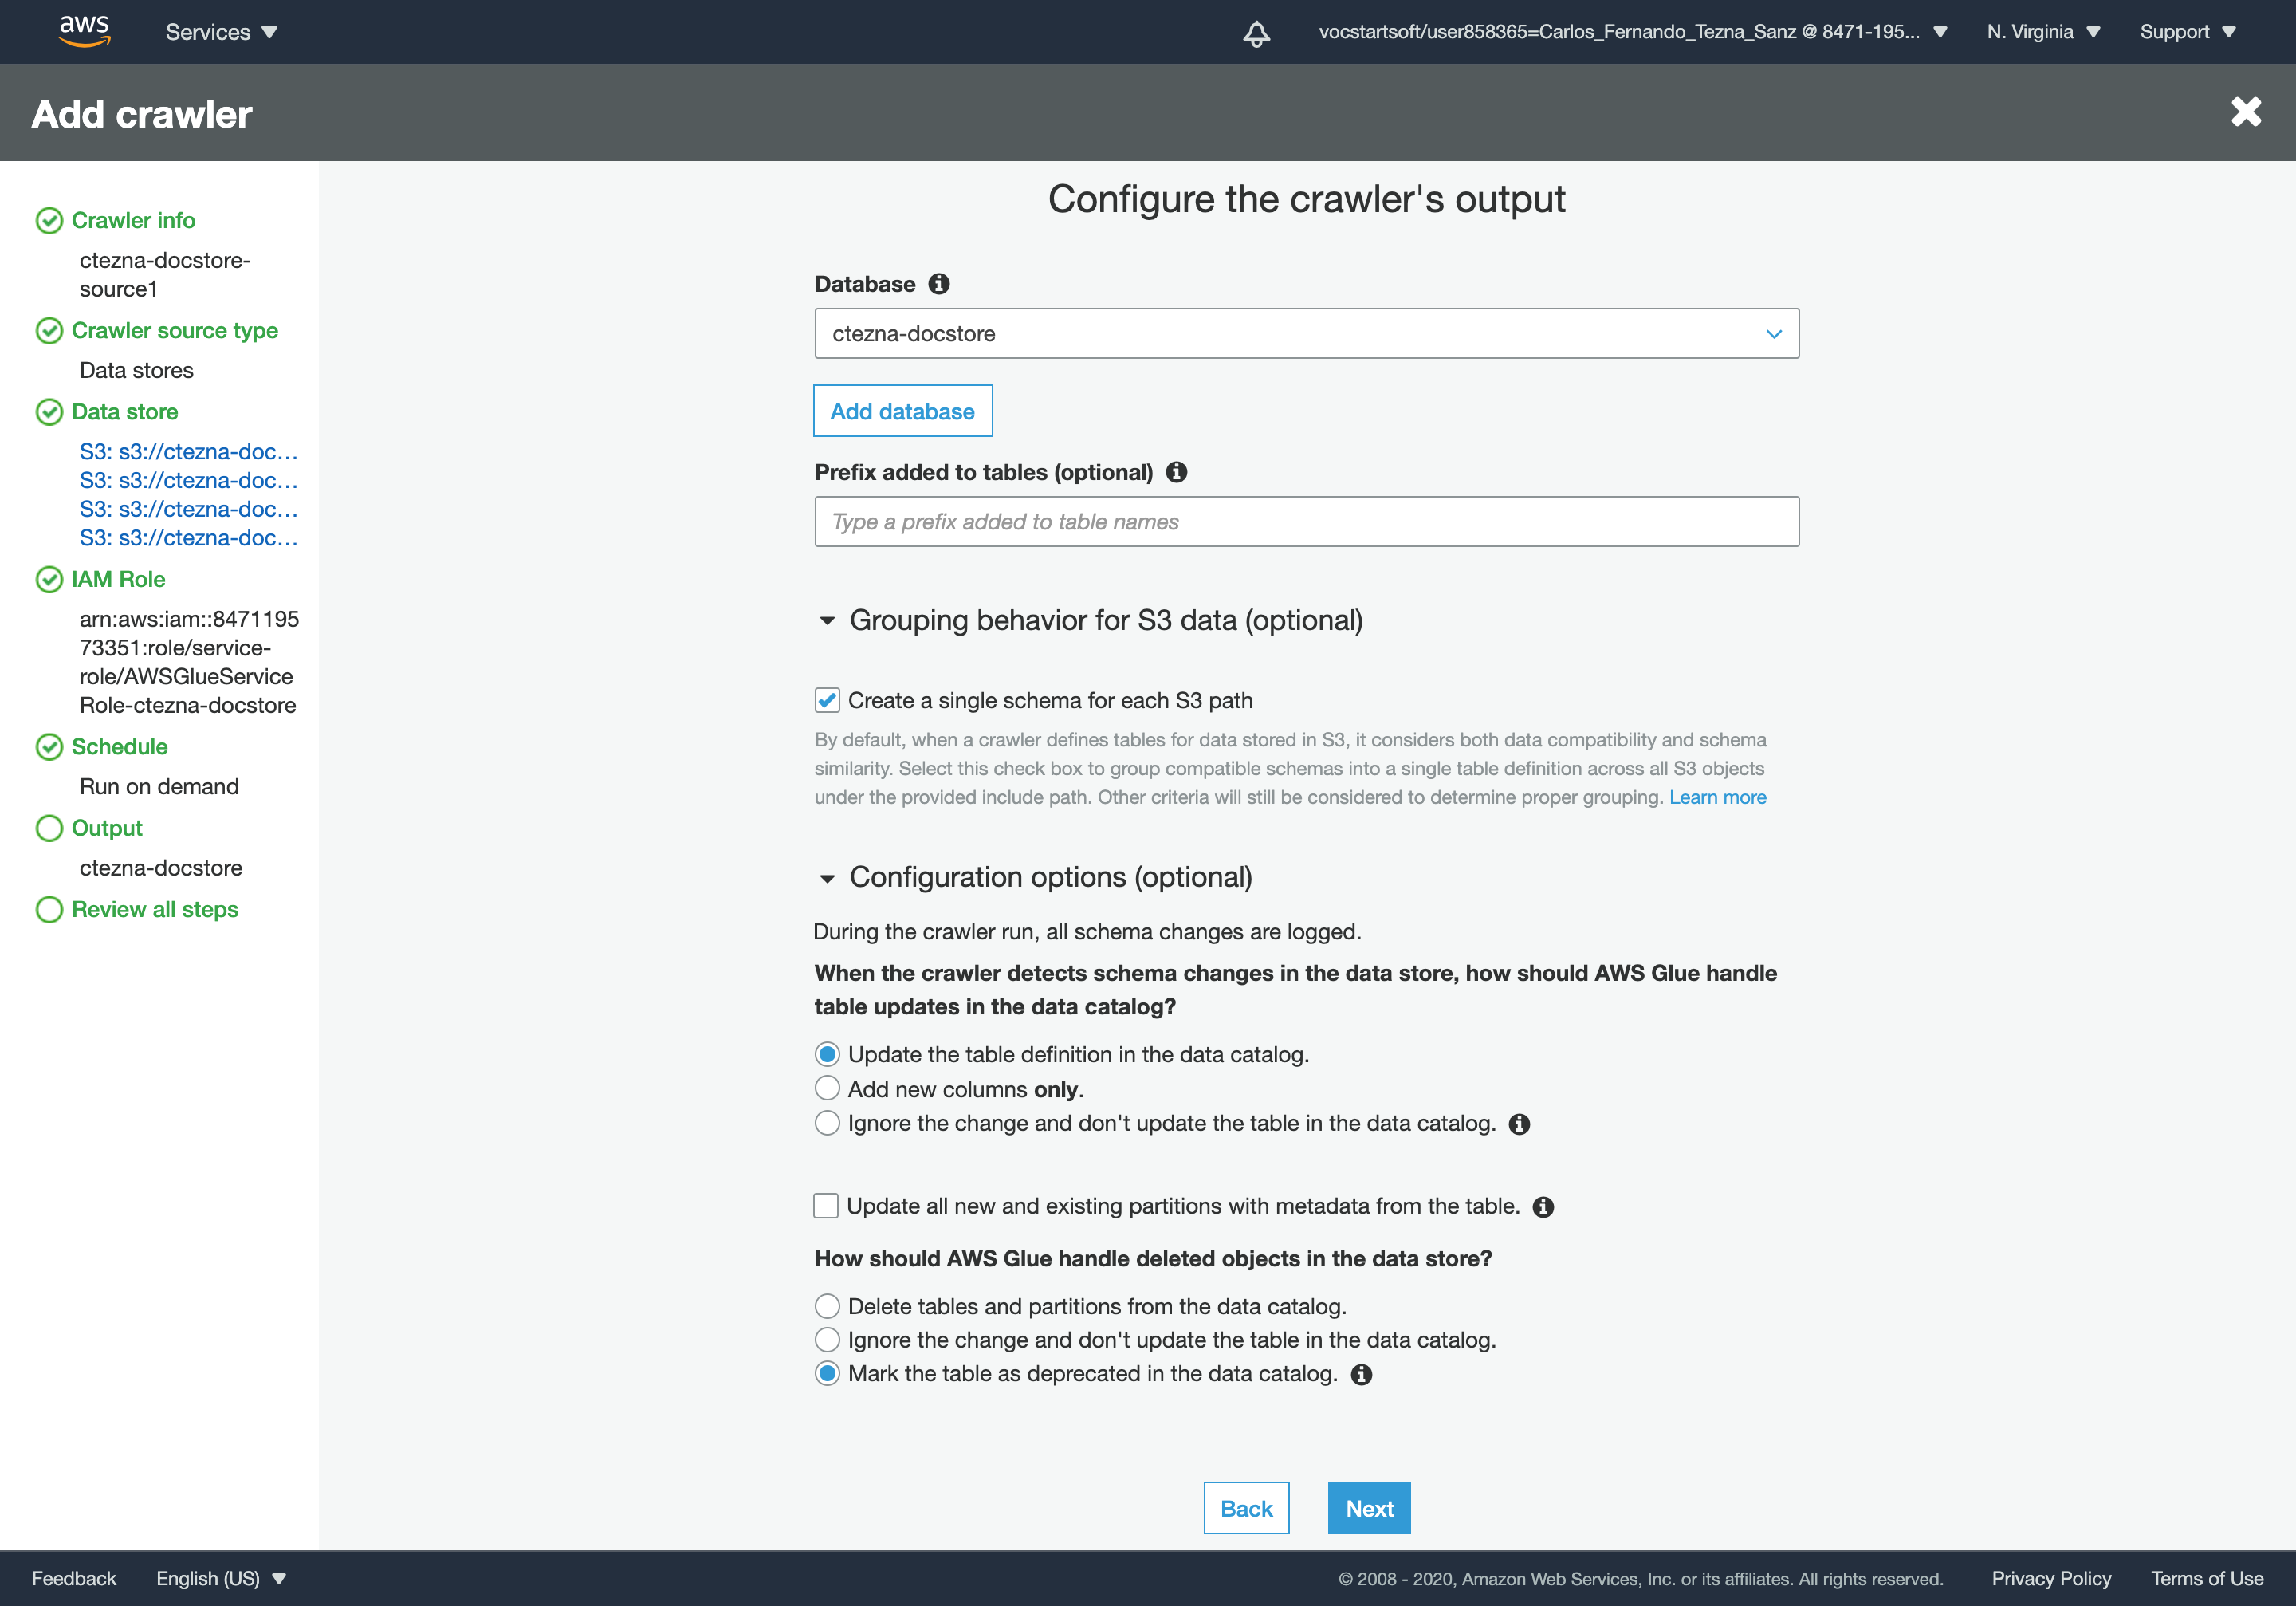 aws
Services
vocstartsoft/user858365=Carlos_Fernando_Tezna_Sanz @ 8471-195...
N. Virginia
Support
Add crawler
Crawler info
ctezna-docstore-
source1
Crawler source type
Data stores
Data store
S3: s3://ctezna-doc...
S3: s3://ctezna-doc...
S3: s3://ctezna-doc...
S3: s3://ctezna-doc...
IAM Role
arn:aws:iam::8471195
73351:role/service-
role/AWSGlueService
Role-ctezna-docstore
Schedule
Run on demand
Output
ctezna-docstore
Review all steps
Configure the crawler's output
Database
ctezna-docstore
Add database
Prefix added to tables (optional)
Type a prefix added to table names
Grouping behavior for S3 data (optional)
Create a single schema for each S3 path
By default, when a crawler defines tables for data stored in S3, it considers both data compatibility and schema
similarity. Select this check box to group compatible schemas into a single table definition across all S3 objects
under the provided include path. Other criteria will still be considered to determine proper grouping. Learn more
Configuration options (optional)
During the crawler run, all schema changes are logged.
When the crawler detects schema changes in the data store, how should AWS Glue handle
table updates in the data catalog?
Update the table definition in the data catalog.
Add new columns only.
Ignore the change and don't update the table in the data catalog.
Update all new and existing partitions with metadata from the table.
How should AWS Glue handle deleted objects in the data store?
Delete tables and partitions from the data catalog.
Ignore the change and don't update the table in the data catalog.
Mark the table as deprecated in the data catalog.
Back
Next
Feedback
English (US)
© 2008 - 2020, Amazon Web Services, Inc. or its affiliates. All rights reserved.
Privacy Policy
Terms of Use